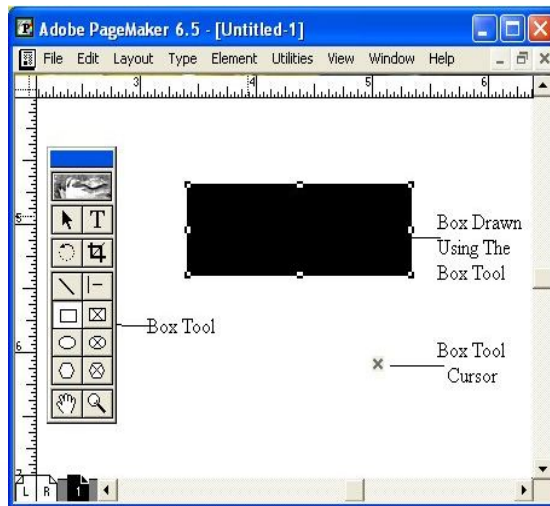 Adobe PageMaker 6.5 - [Untitled-1]
File Edit Layout Type Element Utilities View Window Help
3 4 5 6
T
5
Box Drawn
Using The
Box Tool
Box Tool
6
Box Tool
Cursor
7
L R 1